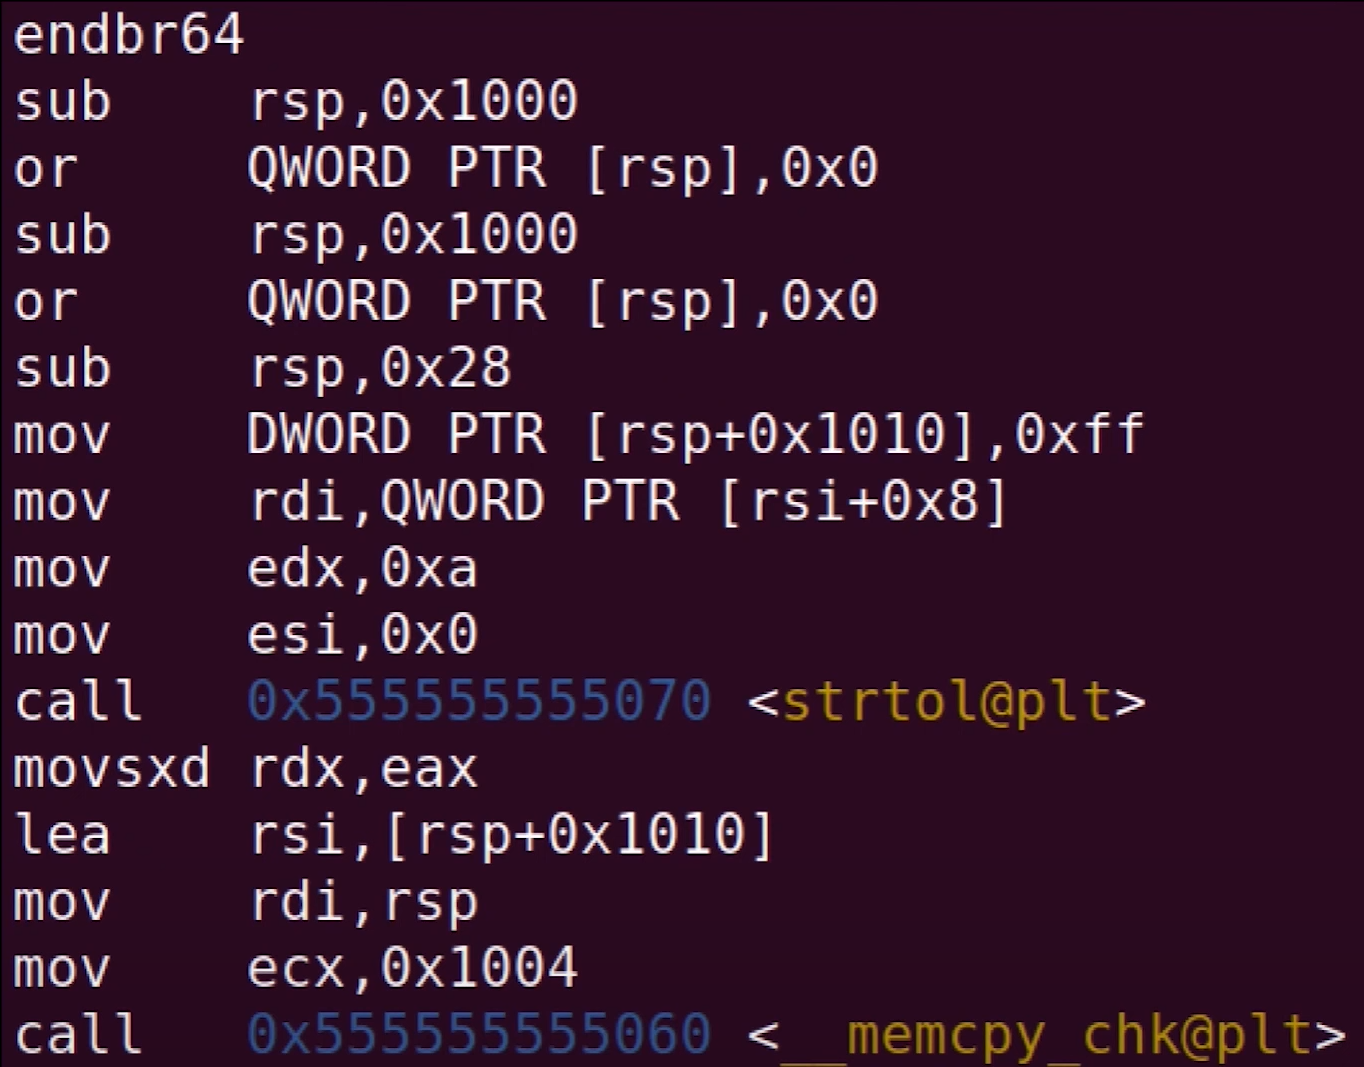 endbr64
sub    rsp,0x1000
or     QWORD PTR [rsp],0x0
sub    rsp,0x1000
or     QWORD PTR [rsp],0x0
sub    rsp,0x28
mov    DWORD PTR [rsp+0x1010],0xff
mov    rdi,QWORD PTR [rsi+0x8]
mov    edx,0xa
mov    esi,0x0
call   0x555555555070 <strtol@plt>
movsxd rdx,eax
lea    rsi,[rsp+0x1010]
mov    rdi,rsp
mov    ecx,0x1004
call   0x555555555060 <__memcpy_chk@plt>